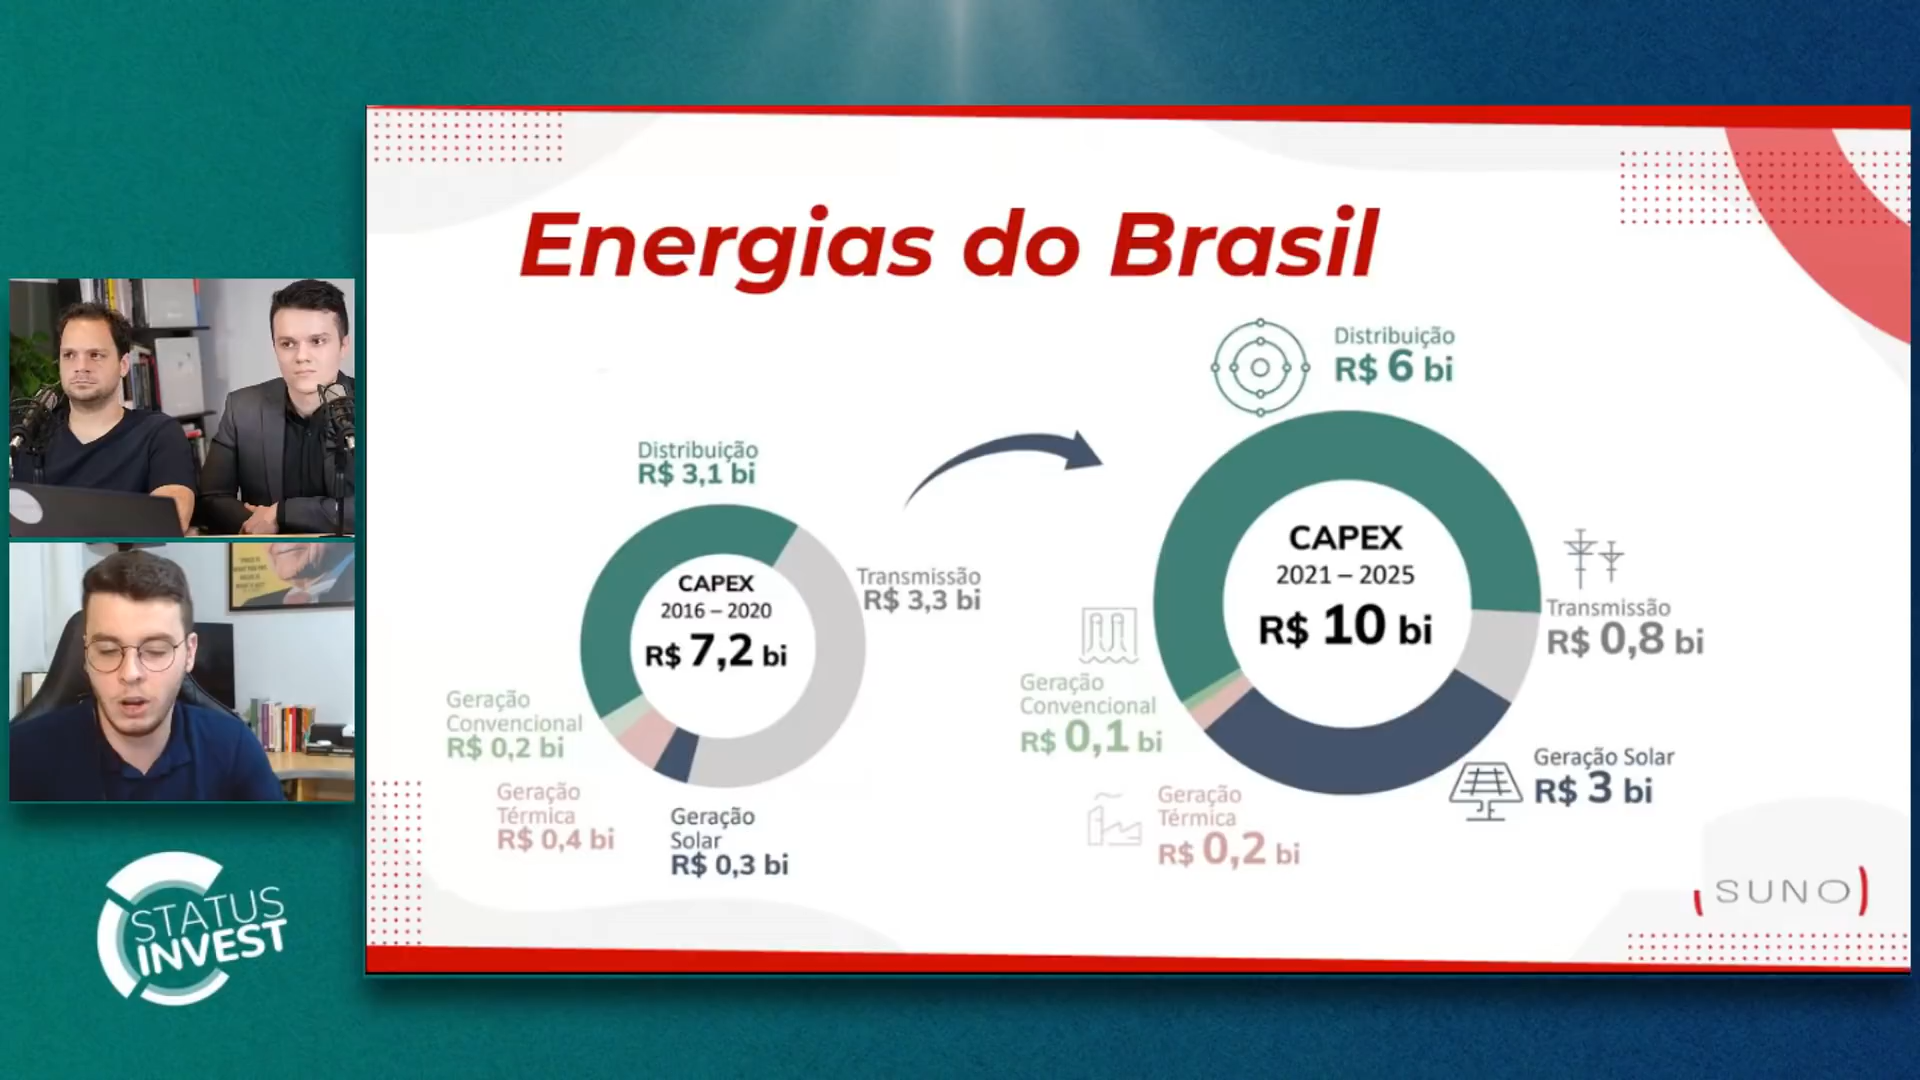 Energias do Brasil
Distribuição
R$ 3,1 bi
CAPEX
2016 – 2020
R$ 7,2 bi
Transmissão
R$ 3,3 bi
Geração
Convencional
R$ 0,2 bi
Geração
Térmica
R$ 0,4 bi
Geração
Solar
R$ 0,3 bi
Distribuição
R$ 6 bi
CAPEX
2021 – 2025
R$ 10 bi
Transmissão
R$ 0,8 bi
Geração
Convencional
R$ 0,1 bi
Geração
Térmica
R$ 0,2 bi
Geração Solar
R$ 3 bi
SUNO
STATUS
INVEST